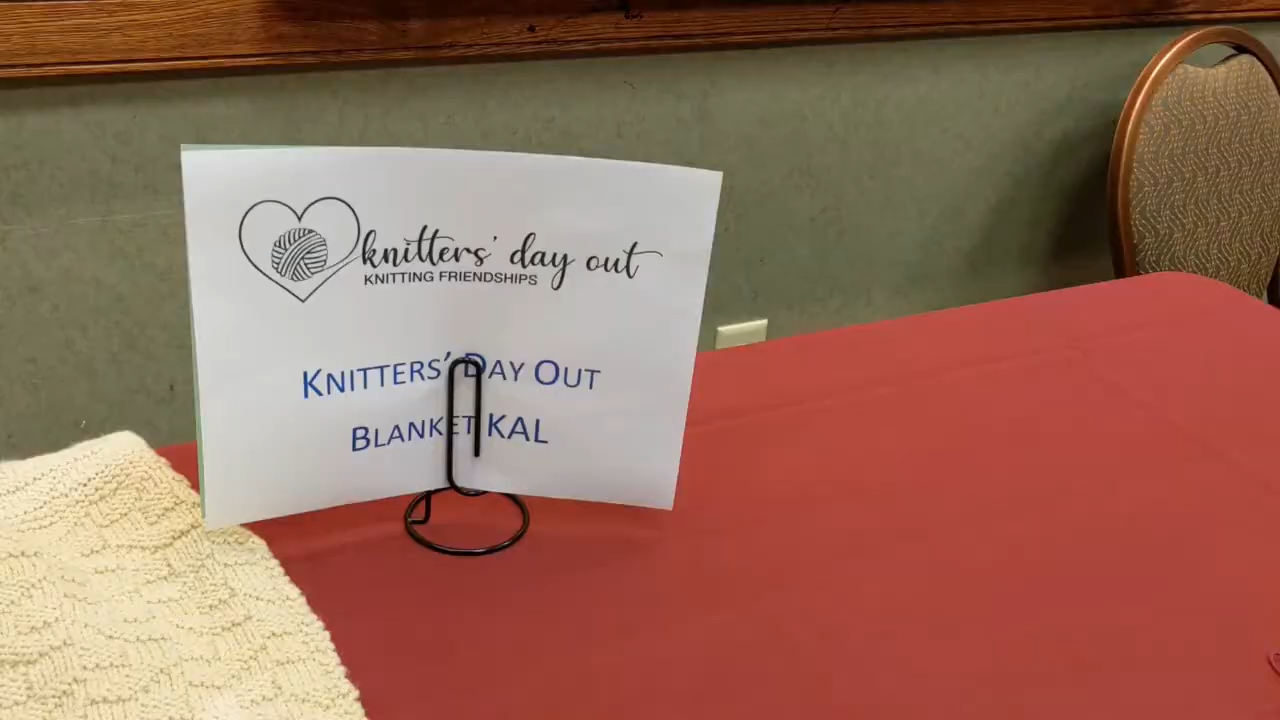 knitters' day out
KNITTING FRIENDSHIPS
KNITTERS' DAY OUT
BLANKET KAL